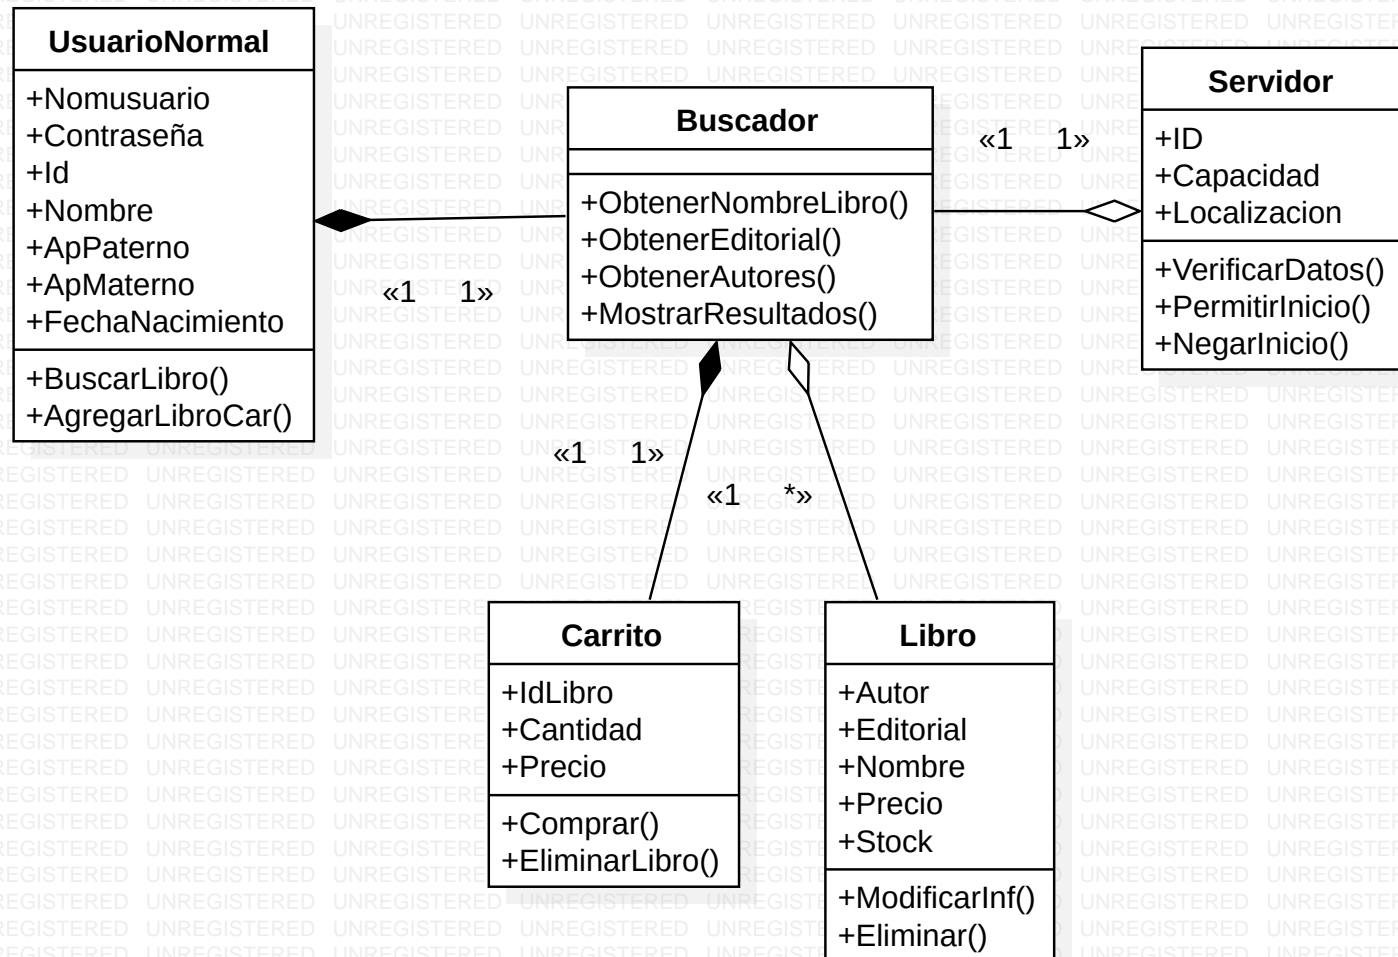 UsuarioNormal
+Nomusuario
+Contraseña
+Id
+Nombre
+ApPaterno
+ApMaterno
+FechaNacimiento
+BuscarLibro()
+AgregarLibroCar()
«1 1»
Buscador
+ObtenerNombreLibro()
+ObtenerEditorial()
+ObtenerAutores()
+MostrarResultados()
«1 1»
Servidor
+ID
+Capacidad
+Localizacion
+VerificarDatos()
+PermitirInicio()
+NegarInicio()
«1 1»
«1 *»
Carrito
+IdLibro
+Cantidad
+Precio
+Comprar()
+EliminarLibro()
Libro
+Autor
+Editorial
+Nombre
+Precio
+Stock
+ModificarInf()
+Eliminar()
UNREGISTERED